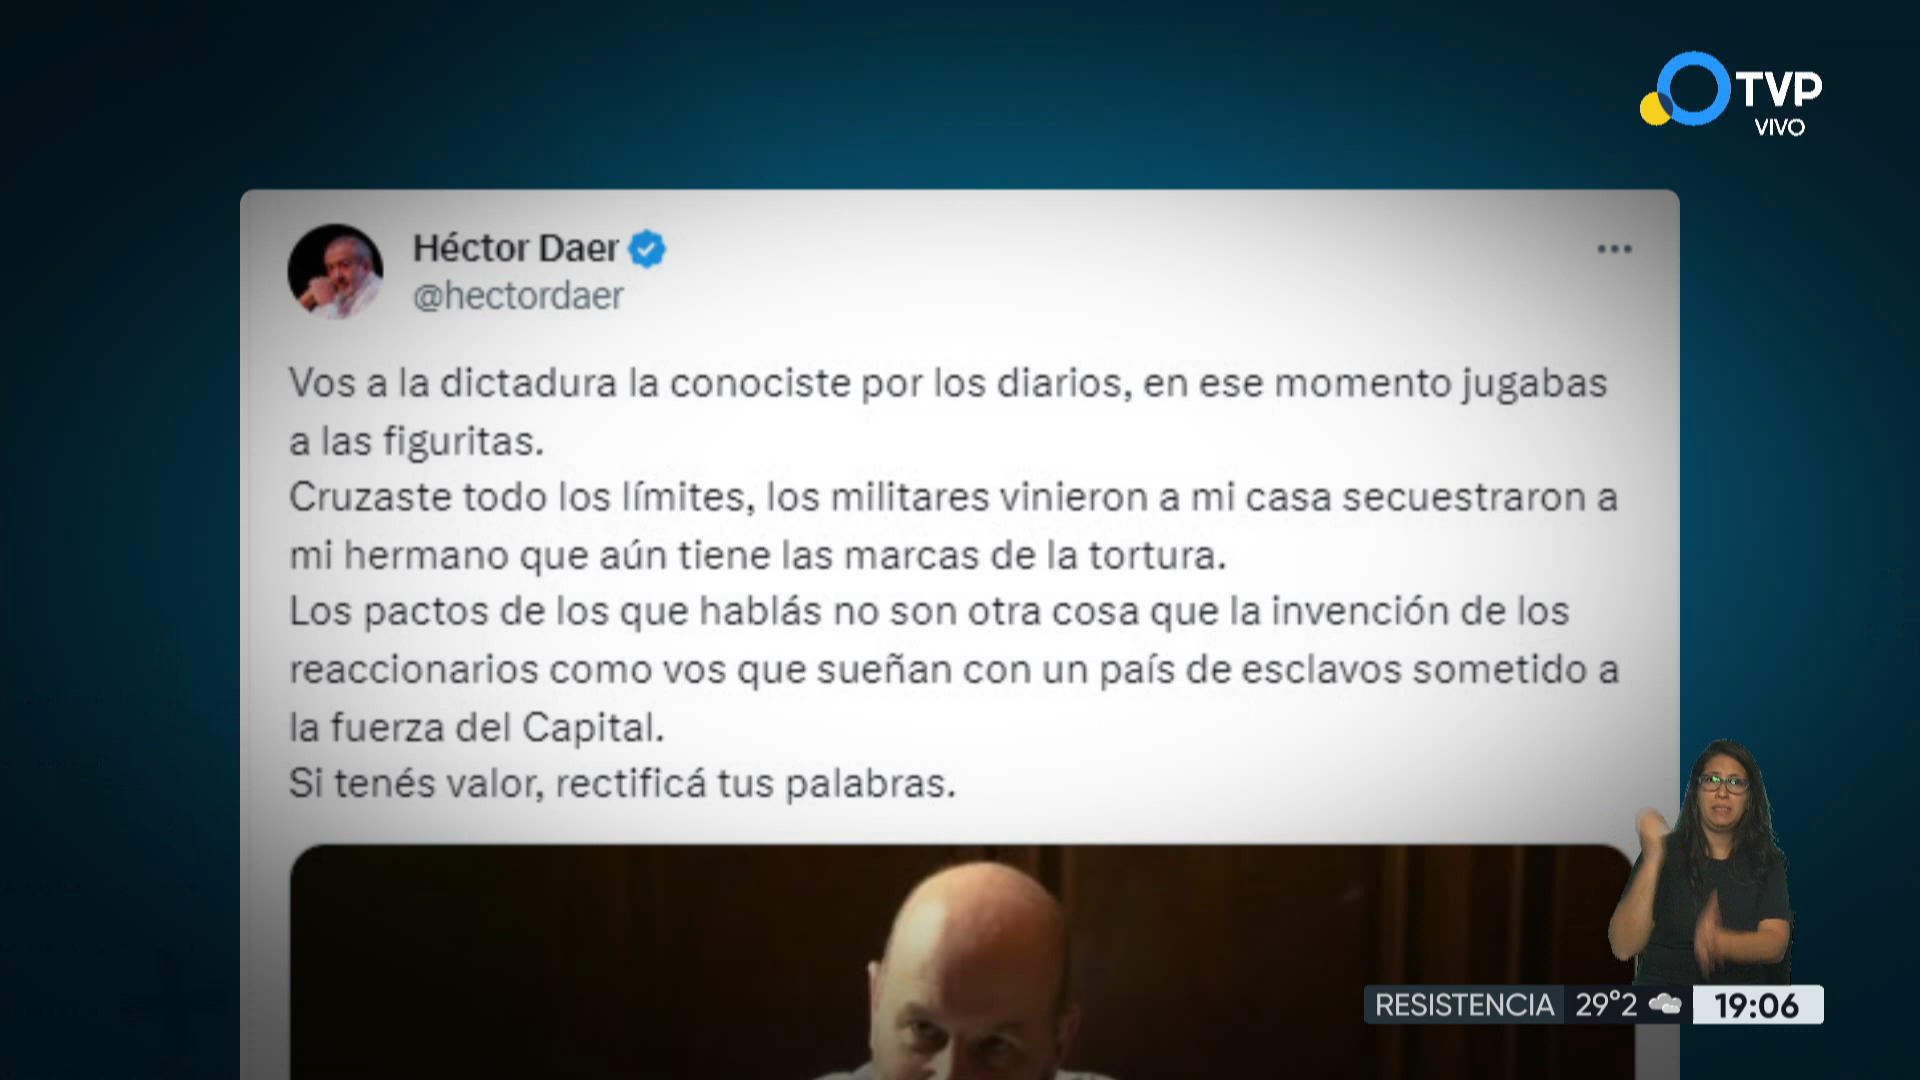 TVP
VIVO
Héctor Daer
@hectordaer
Vos a la dictadura la conociste por los diarios, en ese momento jugabas
a las figuritas.
Cruzaste todo los límites, los militares vinieron a mi casa secuestraron a
mi hermano que aún tiene las marcas de la tortura.
Los pactos de los que hablás no son otra cosa que la invención de los
reaccionarios como vos que sueñan con un país de esclavos sometido a
la fuerza del Capital.
Si tenés valor, rectificá tus palabras.
RESISTENCIA 29°2 19:06